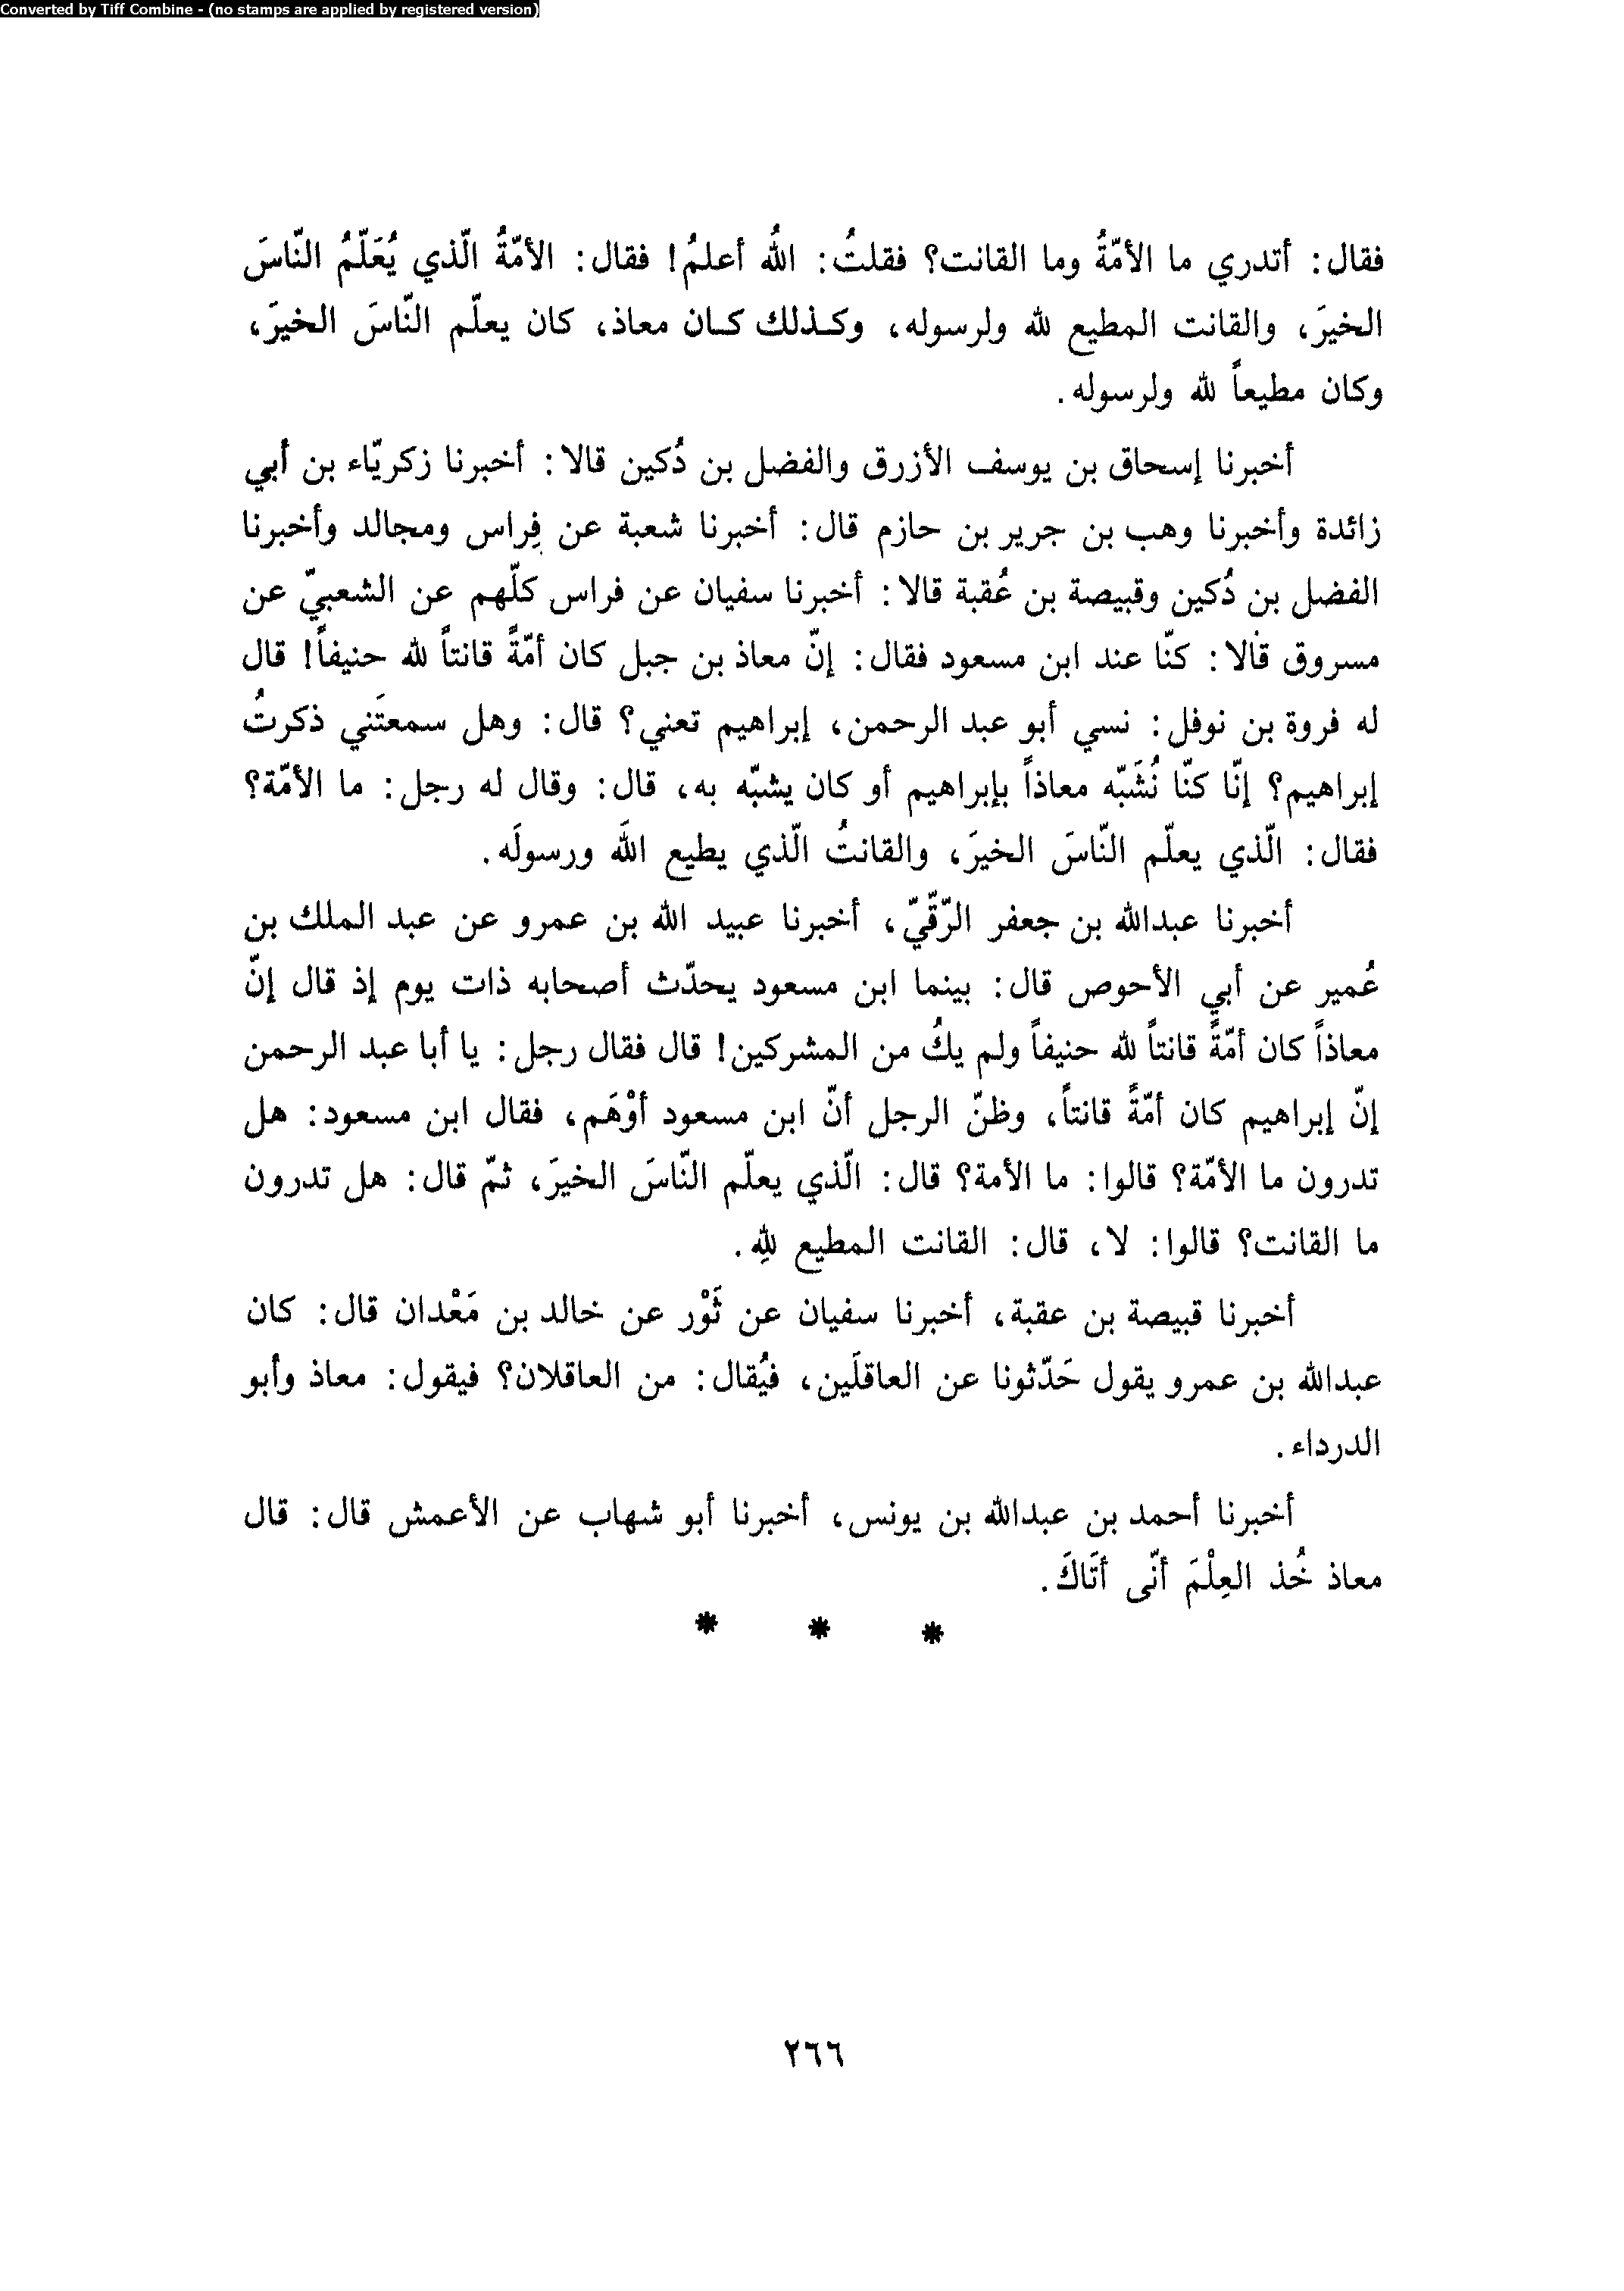 Converted by Tiff Combine - (no stamps are applied by registered version)
فقال: أتدري ما الأمّةُ وما القانت؟ فقلتُ: اللهُ أعلمُ! فقال: الأمّةُ الّذي يُعَلّمُ النّاسَ
الخيرَ، والقانت المطيع لله ولرسوله، وكذلك كان معاذ، كان يعلّم النّاسَ الخيرَ،
وكان مطيعاً لله ولرسوله.
أخبرنا إسحاق بن يوسف الأزرق والفضل بن دُكين قالا: أخبرنا زكريّاء بن أبي
زائدة وأخبرنا وهب بن جرير بن حازم قال: أخبرنا شعبة عن فِراس ومجالد وأخبرنا
الفضل بن دُكين وقبيصة بن عُقبة قالا: أخبرنا سفيان عن فراس كلّهم عن الشعبيّ عن
مسروق قالا: كنّا عند ابن مسعود فقال: إنّ معاذ بن جبل كان أمّةً قانتاً لله حنيفاً! قال
له فروة بن نوفل: نسي أبو عبد الرحمن، إبراهيم تعني؟ قال: وهل سمعتَني ذكرتُ
إبراهيم؟ إنّا كنّا نُشَبّه معاذاً بإبراهيم أو كان يشبّه به، قال: وقال له رجل: ما الأمّة؟
فقال: الّذي يعلّم النّاسَ الخيرَ، والقانتُ الّذي يطيع اللهَ ورسولَه.
أخبرنا عبدالله بن جعفر الرّقّيّ، أخبرنا عبيد الله بن عمرو عن عبد الملك بن
عُمير عن أبي الأحوص قال: بينما ابن مسعود يحدّث أصحابه ذات يوم إذ قال إنّ
معاذاً كان أمّةً قانتاً لله حنيفاً ولم يكُ من المشركين! قال فقال رجل: يا أبا عبد الرحمن
إنّ إبراهيم كان أمّةً قانتاً، وظنّ الرجل أنّ ابن مسعود أوْهَم، فقال ابن مسعود: هل
تدرون ما الأمّة؟ قالوا: ما الأمة؟ قال: الّذي يعلّم النّاسَ الخيرَ، ثمّ قال: هل تدرون
ما القانت؟ قالوا: لا، قال: القانت المطيع للهِ.
أخبرنا قبيصة بن عقبة، أخبرنا سفيان عن ثَوْر عن خالد بن مَعْدان قال: كان
عبدالله بن عمرو يقول حَدّثونا عن العاقلَين، فيُقال: من العاقلان؟ فيقول: معاذ وأبو
الدرداء.
أخبرنا أحمد بن عبدالله بن يونس، أخبرنا أبو شهاب عن الأعمش قال: قال
معاذ خُذ العِلْمَ أنّى أتَاكَ.
* * *
٢٦٦